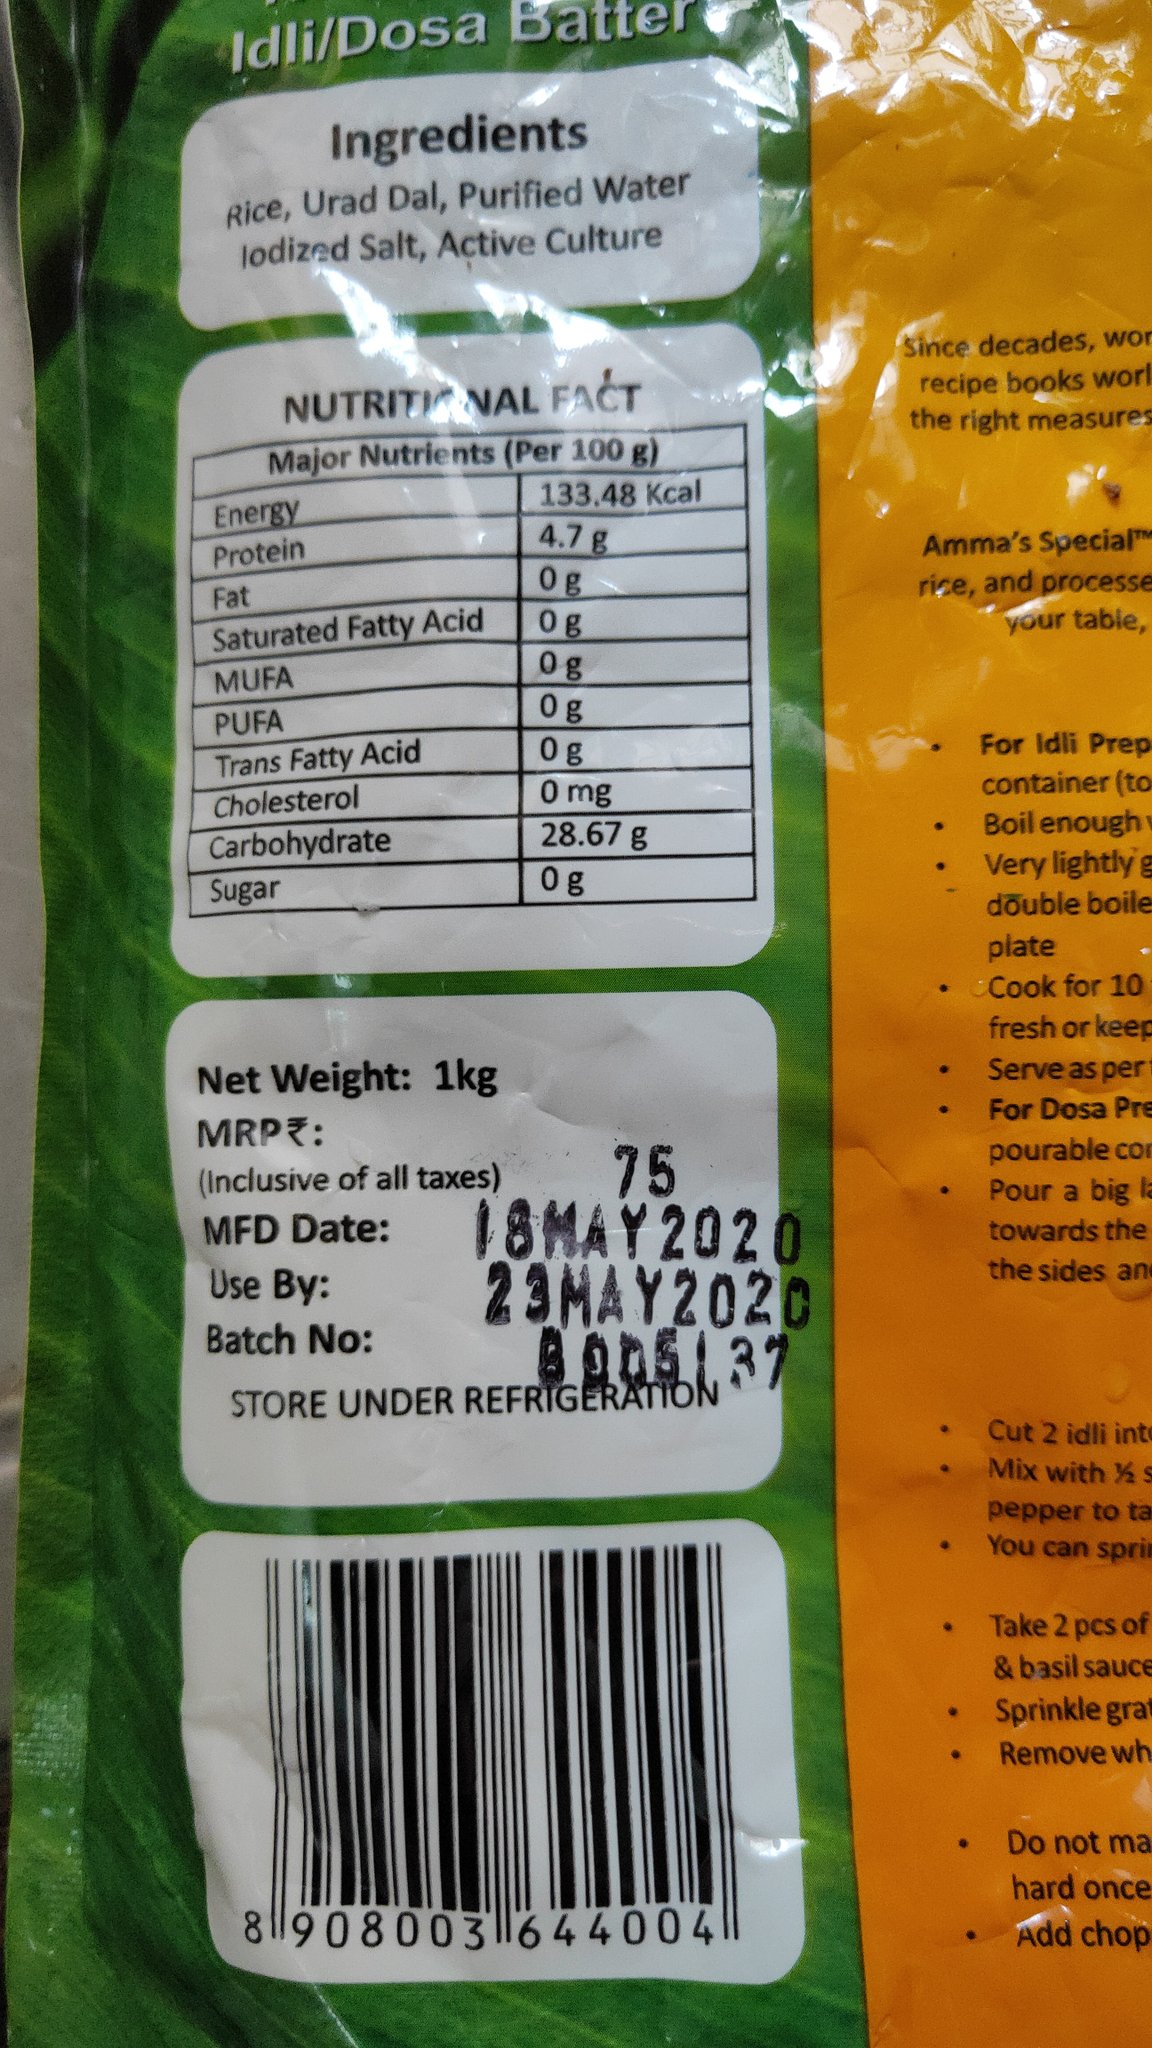 Idli/Dosa Batter
Ingredients
Rice, Urad Dal, Purified Water
Iodized Salt, Active Culture
NUTRITIONAL FACT
Major Nutrients (Per 100 g)
Energy 133.48 Kcal
Protein 4.7 g
Fat 0 g
Saturated Fatty Acid 0 g
MUFA 0 g
PUFA 0 g
Trans Fatty Acid 0 g
Cholesterol 0 mg
Carbohydrate 28.67 g
Sugar 0 g
Net Weight: 1kg
MRP₹:
(Inclusive of all taxes) 75
MFD Date: 18MAY2020
Use By: 23MAY2020
Batch No:
STORE UNDER REFRIGERATION
8 908003 644004
Since decades,
recipe books
the right measures
Amma's Special™
rice, and
your table,
• For Idli
container
• Boil enough
• Very lightly
double
plate
• Cook for 10
fresh or
• Serve as per
• For Dosa
pourable
• Pour a big
towards the
the sides
• Cut 2 idli
• Mix with ½
pepper to
• You can
• Take 2 pcs of
& basil sauce
• Sprinkle
• Remove
• Do not
hard once
• Add